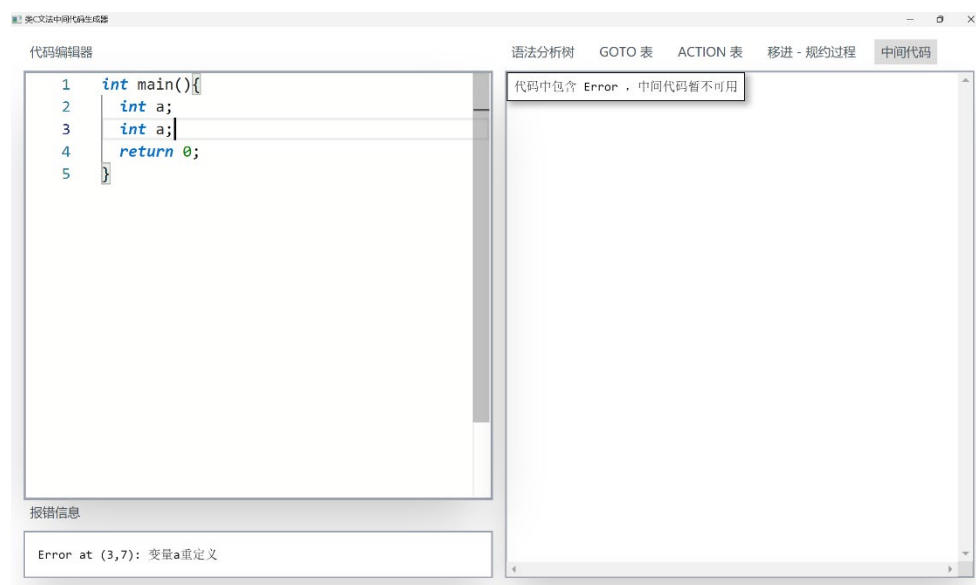 类C文法中间代码生成器
代码编辑器
语法分析树 GOTO 表 ACTION 表 移进 - 规约过程 中间代码
1 int main(){
2 int a;
3 int a;
4 return 0;
5 }
代码中包含 Error ，中间代码暂不可用
报错信息
Error at (3,7): 变量a重定义